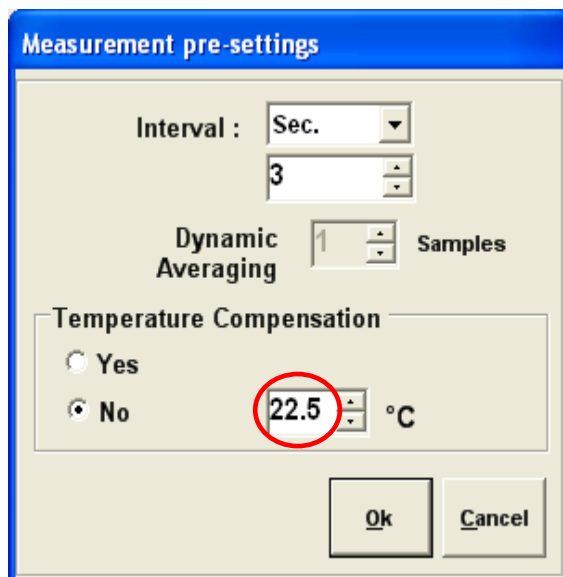 Measurement pre-settings
Interval : Sec.
3
Dynamic Averaging 1 Samples
Temperature Compensation
Yes
No 22.5 °C
Ok Cancel